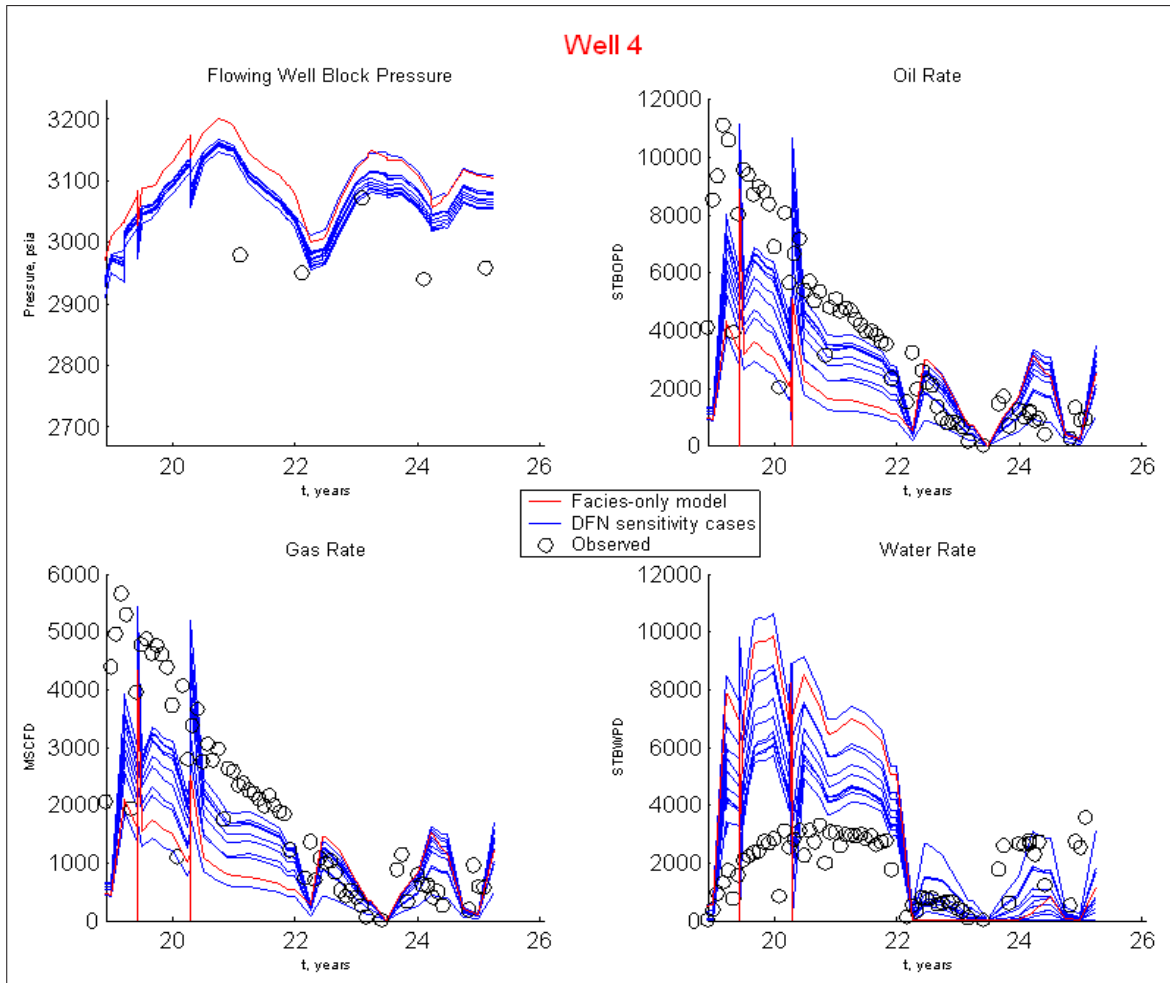 Well 4
Flowing Well Block Pressure
3200
3100
3000
2900
2800
2700
Pressure, psia
20
22
24
26
t, years
Oil Rate
12000
10000
8000
6000
4000
2000
0
STBOPD
20
22
24
26
t, years
Facies-only model
DFN sensitivity cases
Observed
Gas Rate
6000
5000
4000
3000
2000
1000
0
MSCFD
20
22
24
26
t, years
Water Rate
12000
10000
8000
6000
4000
2000
0
STBWPD
20
22
24
26
t, years